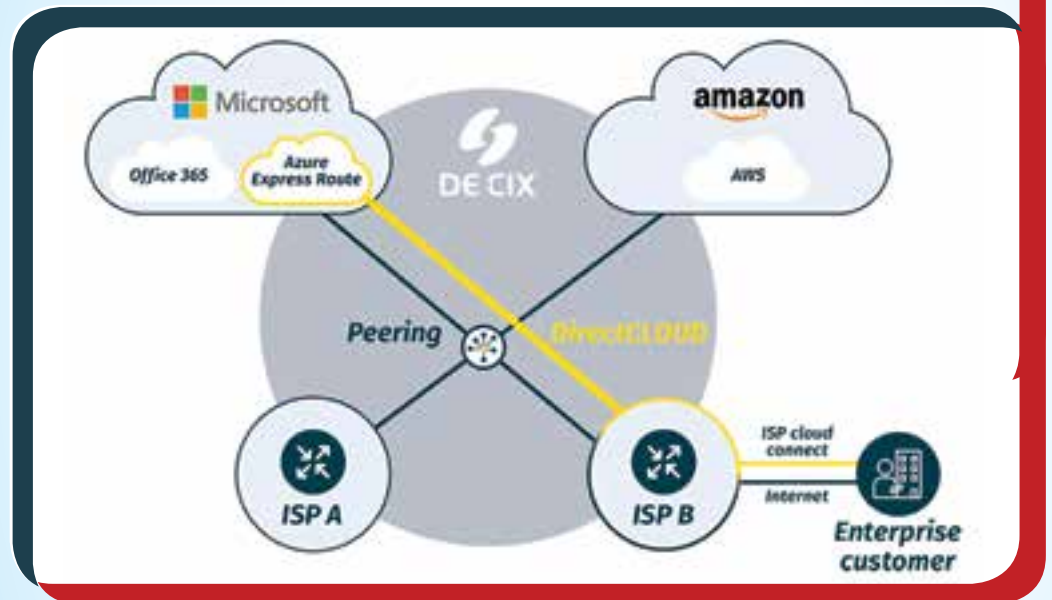 Microsoft
Office 365
Azure
Express Route
DE CIX
amazon
AWS
Peering
DirectCLOUD
ISP A
ISP B
ISP cloud
connect
Internet
Enterprise
customer